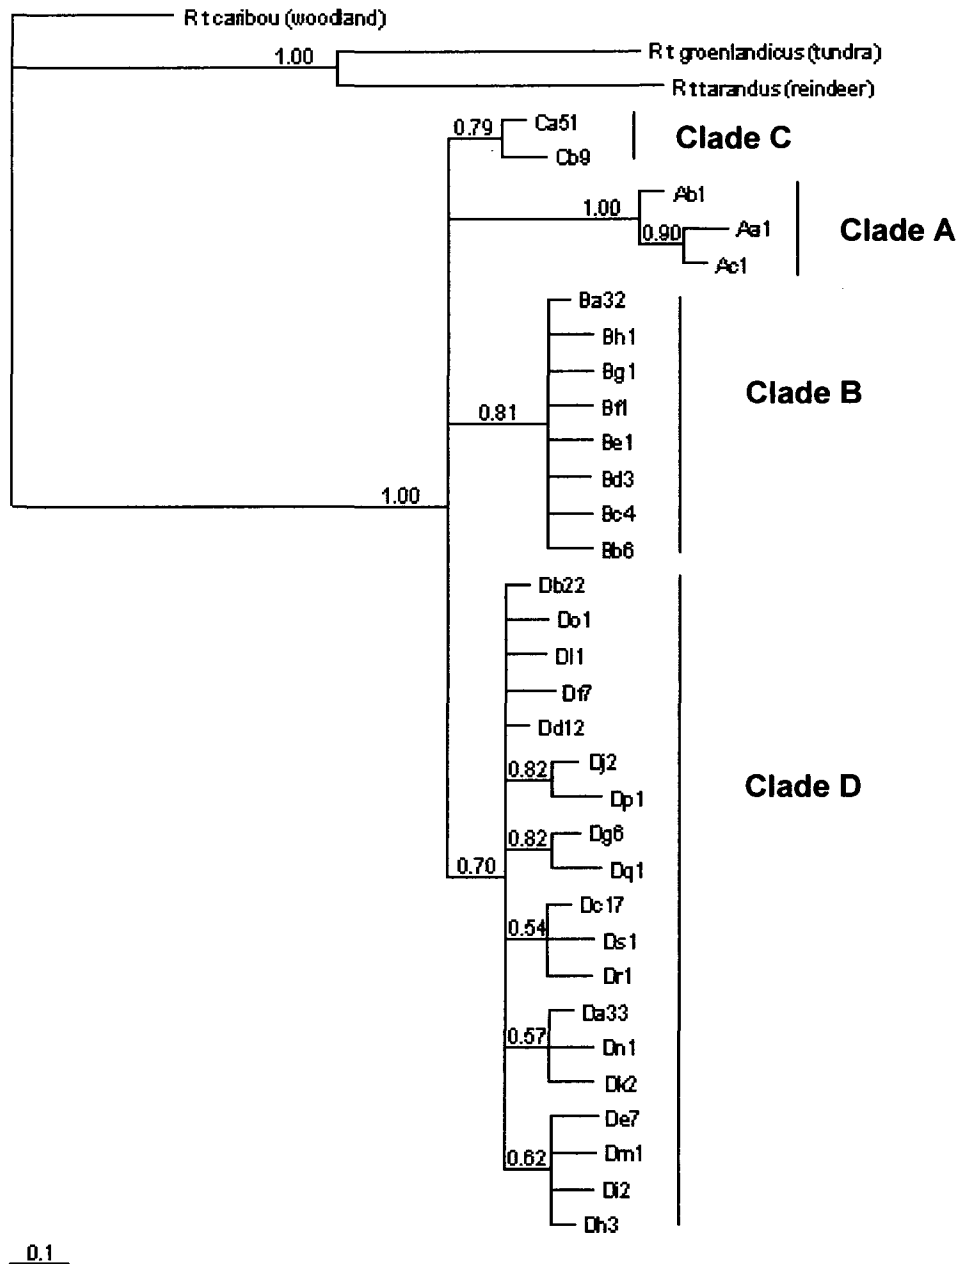 R t caribou (woodland)
1.00
R t groenlandicus (tundra)
R t tarandus (reindeer)
0.79
Ca51
Cb9
Clade C
1.00
Ab1
0.90
Aa1
Ac1
Clade A
Ba32
Bh1
Bg1
Bf1
0.81
Be1
Bd3
Bc4
Bb6
Clade B
1.00
Db22
Do1
Dl1
Df7
Dd12
0.82
Dj2
Dp1
Clade D
0.82
Dg6
Dq1
0.70
Dc17
0.54
Ds1
Dr1
Da33
0.57
Dn1
Dk2
De7
0.62
Dm1
Di2
Dh3
0.1